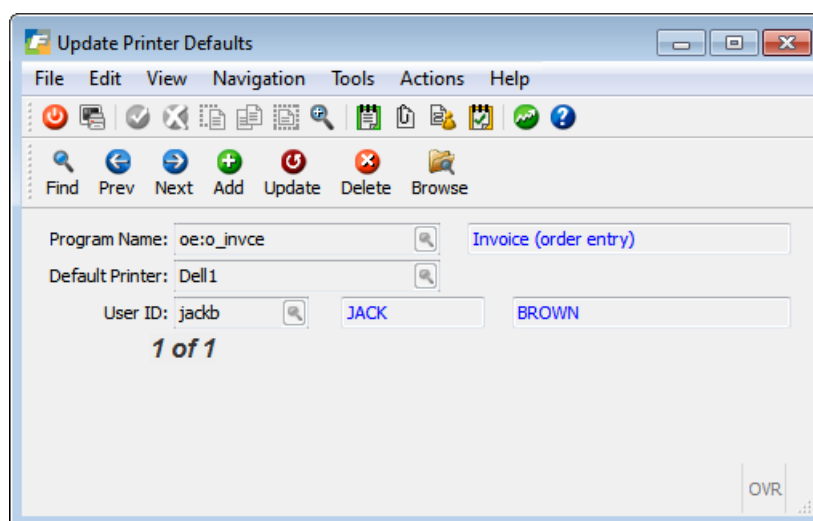 Update Printer Defaults
File Edit View Navigation Tools Actions Help
Find Prev Next Add Update Delete Browse
Program Name: oe:o_invce Invoice (order entry)
Default Printer: Dell1
User ID: jackb JACK BROWN
1 of 1
OVR